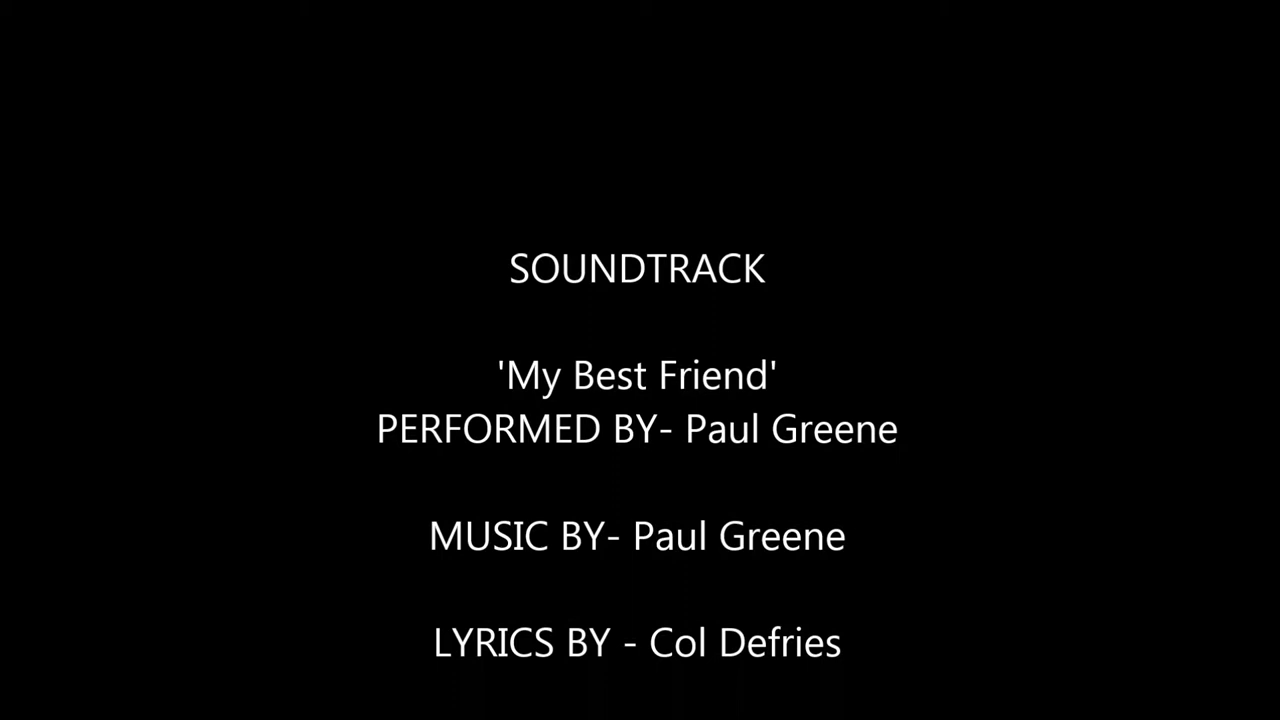 SOUNDTRACK
'My Best Friend'
PERFORMED BY- Paul Greene
MUSIC BY- Paul Greene
LYRICS BY - Col Defries